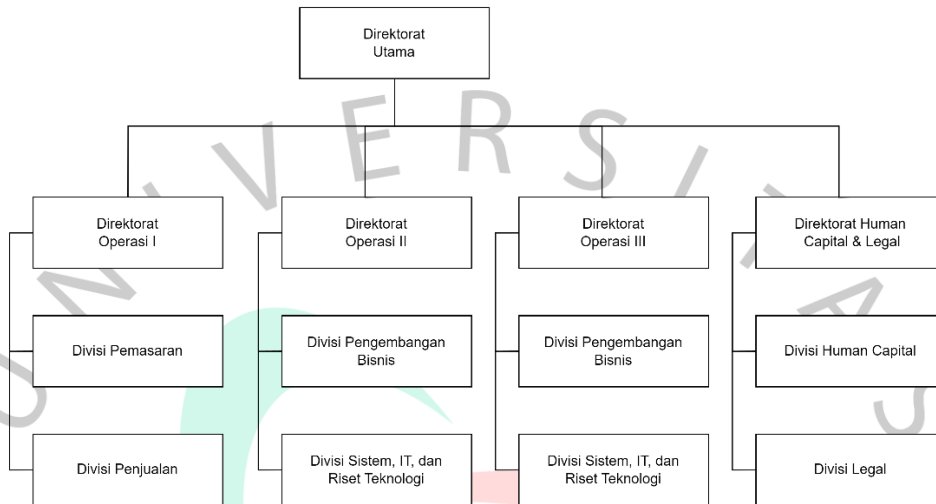 Direktorat
Utama
UNIVERSITAS
Direktorat
Operasi I
Direktorat
Operasi II
Direktorat
Operasi III
Direktorat Human
Capital & Legal
Divisi Pemasaran
Divisi Pengembangan
Bisnis
Divisi Pengembangan
Bisnis
Divisi Human Capital
Divisi Penjualan
Divisi Sistem, IT, dan
Riset Teknologi
Divisi Sistem, IT, dan
Riset Teknologi
Divisi Legal